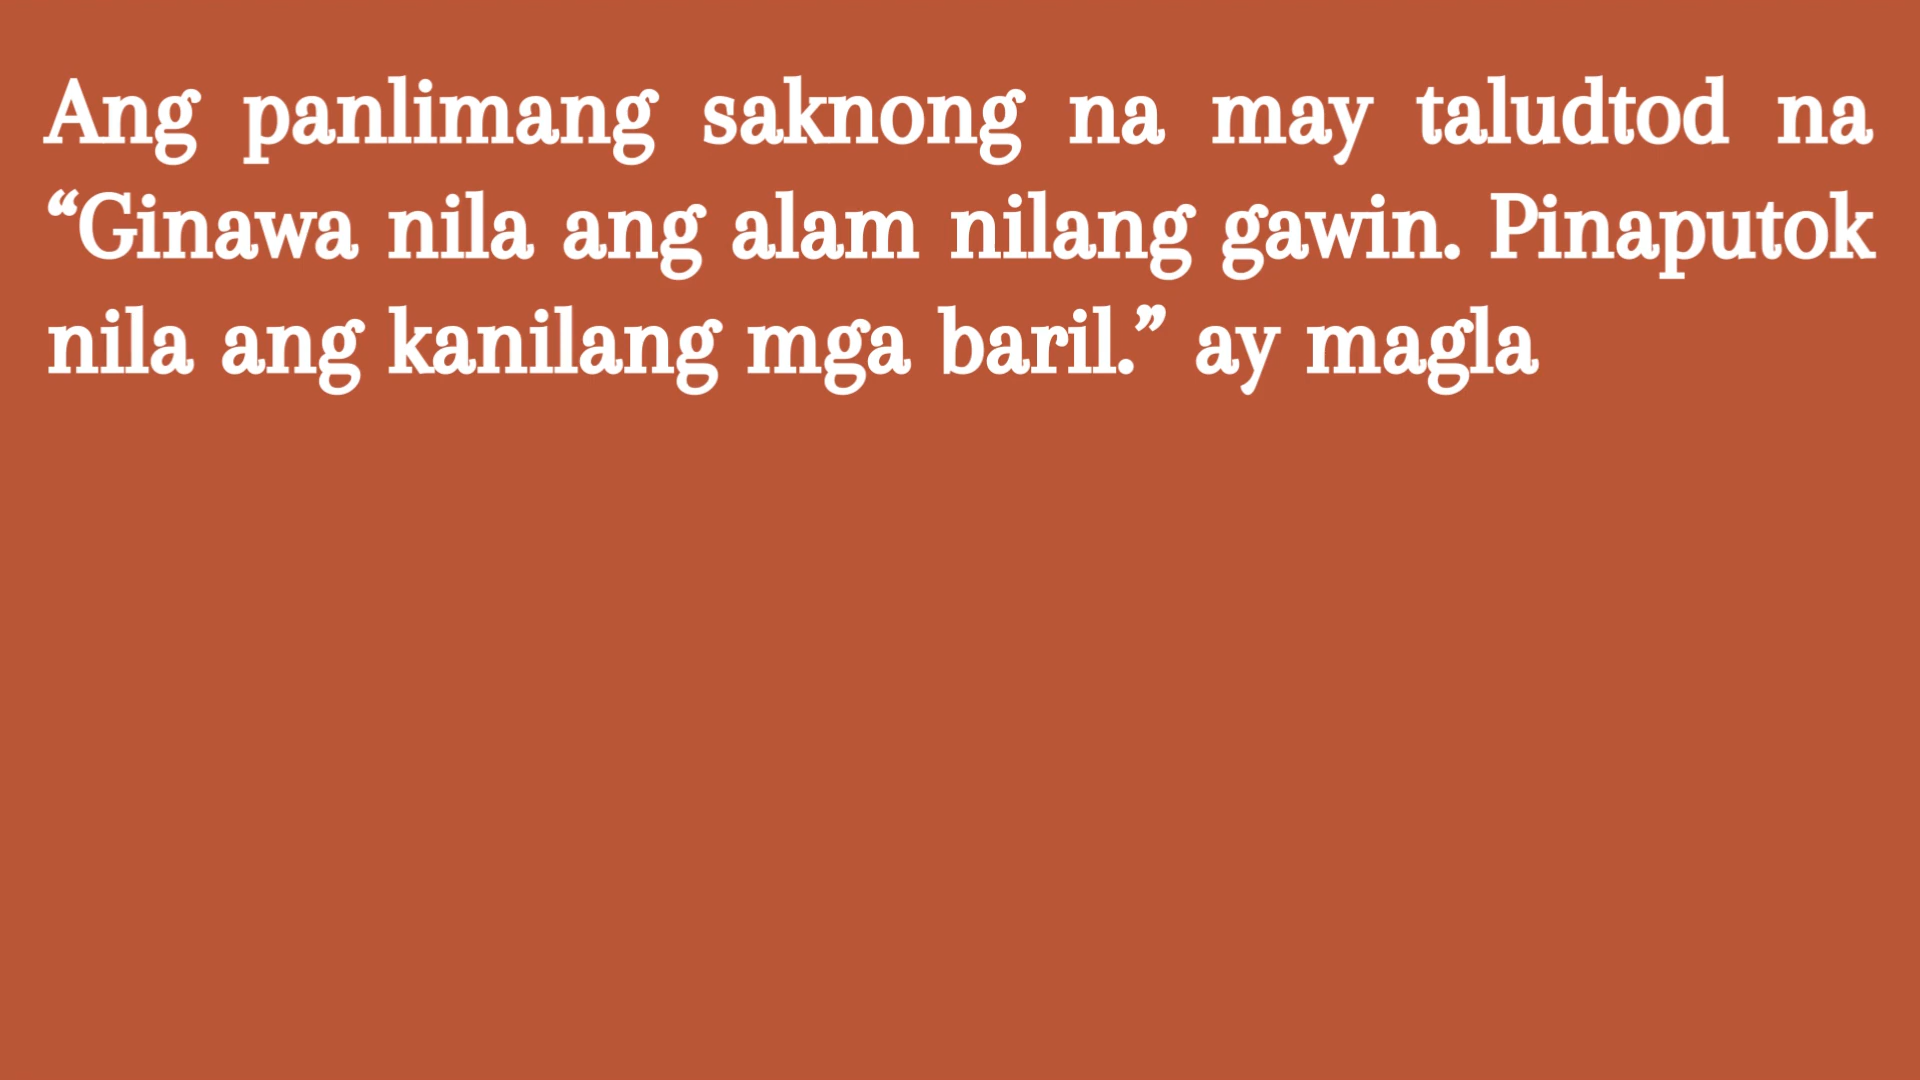 Ang panlimang saknong na may taludtod na
“Ginawa nila ang alam nilang gawin. Pinaputok
nila ang kanilang mga baril.” ay magla